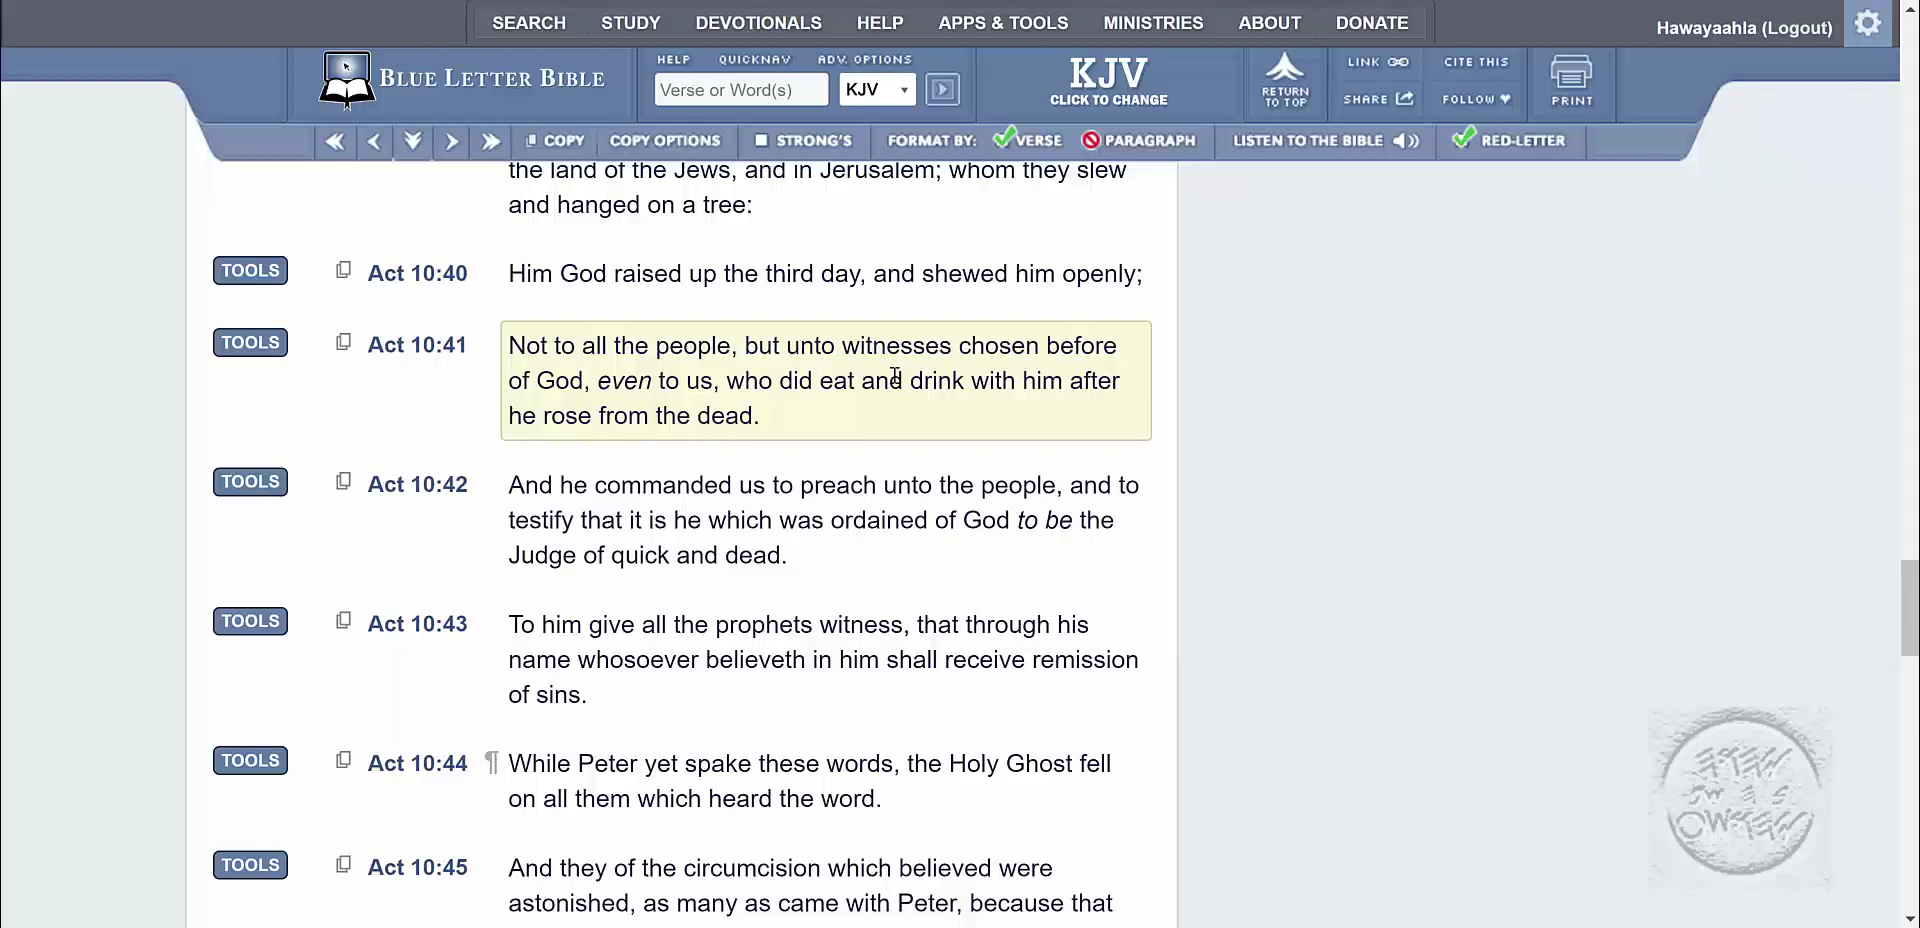 SEARCH STUDY DEVOTIONALS HELP APPS & TOOLS MINISTRIES ABOUT DONATE
Hawayaahla (Logout)
BLUE LETTER BIBLE
HELP QUICKNAV ADV. OPTIONS
Verse or Word(s) KJV
KJV
CLICK TO CHANGE
RETURN
TO TOP
LINK CITE THIS
SHARE FOLLOW
PRINT
COPY COPY OPTIONS STRONG'S FORMAT BY: VERSE PARAGRAPH LISTEN TO THE BIBLE RED-LETTER
the land of the Jews, and in Jerusalem; whom they slew
and hanged on a tree:
TOOLS Act 10:40 Him God raised up the third day, and shewed him openly;
TOOLS Act 10:41 Not to all the people, but unto witnesses chosen before
of God, even to us, who did eat and drink with him after
he rose from the dead.
TOOLS Act 10:42 And he commanded us to preach unto the people, and to
testify that it is he which was ordained of God to be the
Judge of quick and dead.
TOOLS Act 10:43 To him give all the prophets witness, that through his
name whosoever believeth in him shall receive remission
of sins.
TOOLS Act 10:44 ¶ While Peter yet spake these words, the Holy Ghost fell
on all them which heard the word.
TOOLS Act 10:45 And they of the circumcision which believed were
astonished, as many as came with Peter, because that